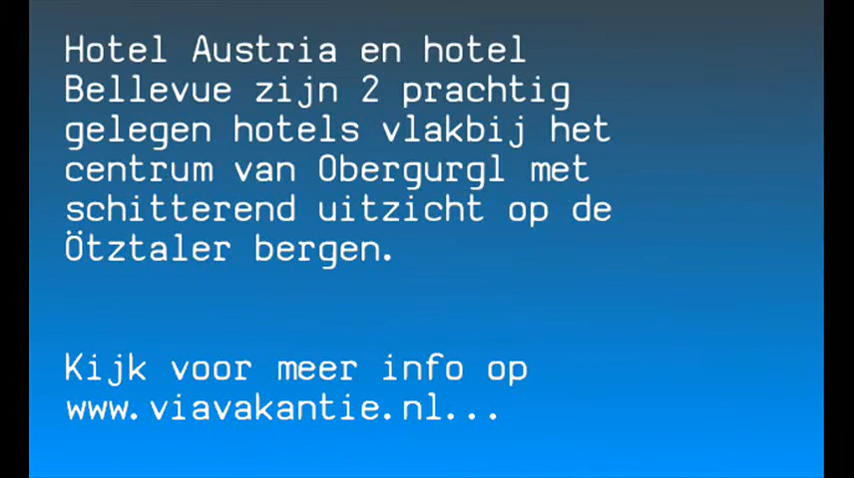 Hotel Austria en hotel
Bellevue zijn 2 prachtig
gelegen hotels vlakbij het
centrum van Obergurgl met
schitterend uitzicht op de
Ötztaler bergen.
Kijk voor meer info op
www.viavakantie.nl...